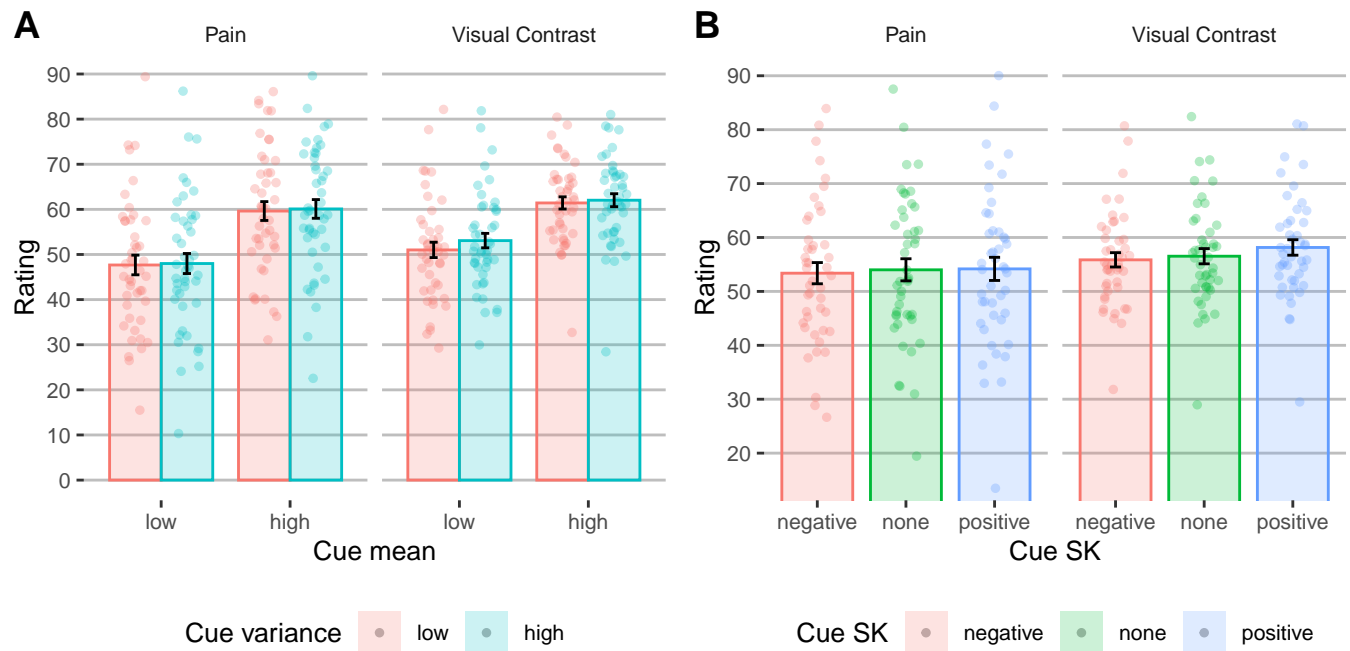 A
Pain
Visual Contrast
90
80
70
60
50
40
30
20
10
0
Rating
low
high
low
high
Cue mean
Cue variance
low
high
B
Pain
Visual Contrast
90
80
70
60
50
40
30
20
Rating
negative
none
positive
negative
none
positive
Cue SK
Cue SK
negative
none
positive